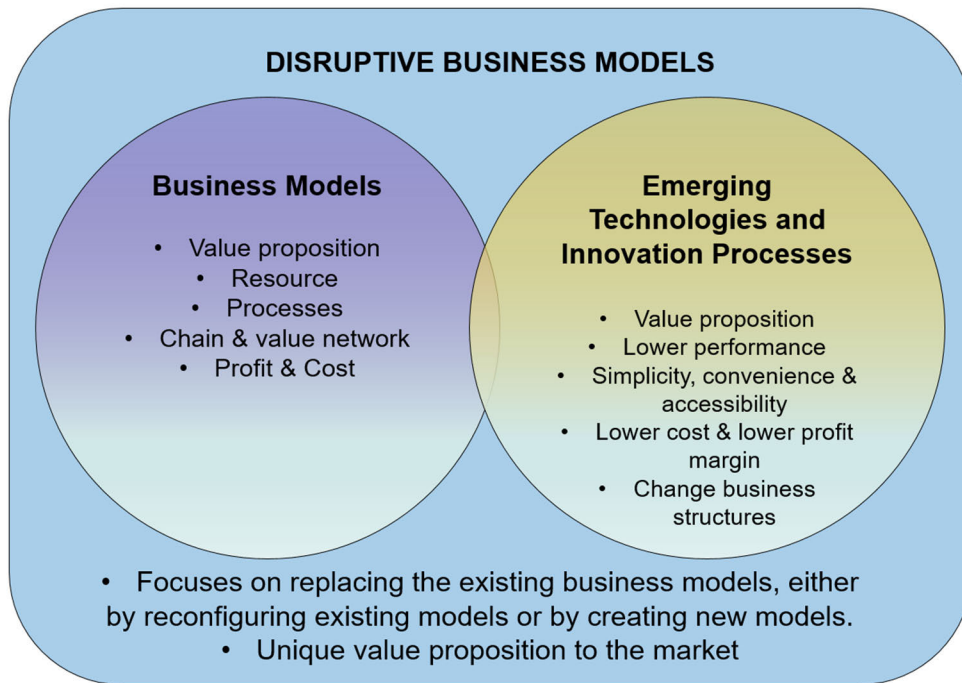 DISRUPTIVE BUSINESS MODELS
Business Models
• Value proposition
• Resource
• Processes
• Chain & value network
• Profit & Cost
Emerging
Technologies and
Innovation Processes
• Value proposition
• Lower performance
• Simplicity, convenience &
accessibility
• Lower cost & lower profit
margin
• Change business
structures
• Focuses on replacing the existing business models, either
by reconfiguring existing models or by creating new models.
• Unique value proposition to the market